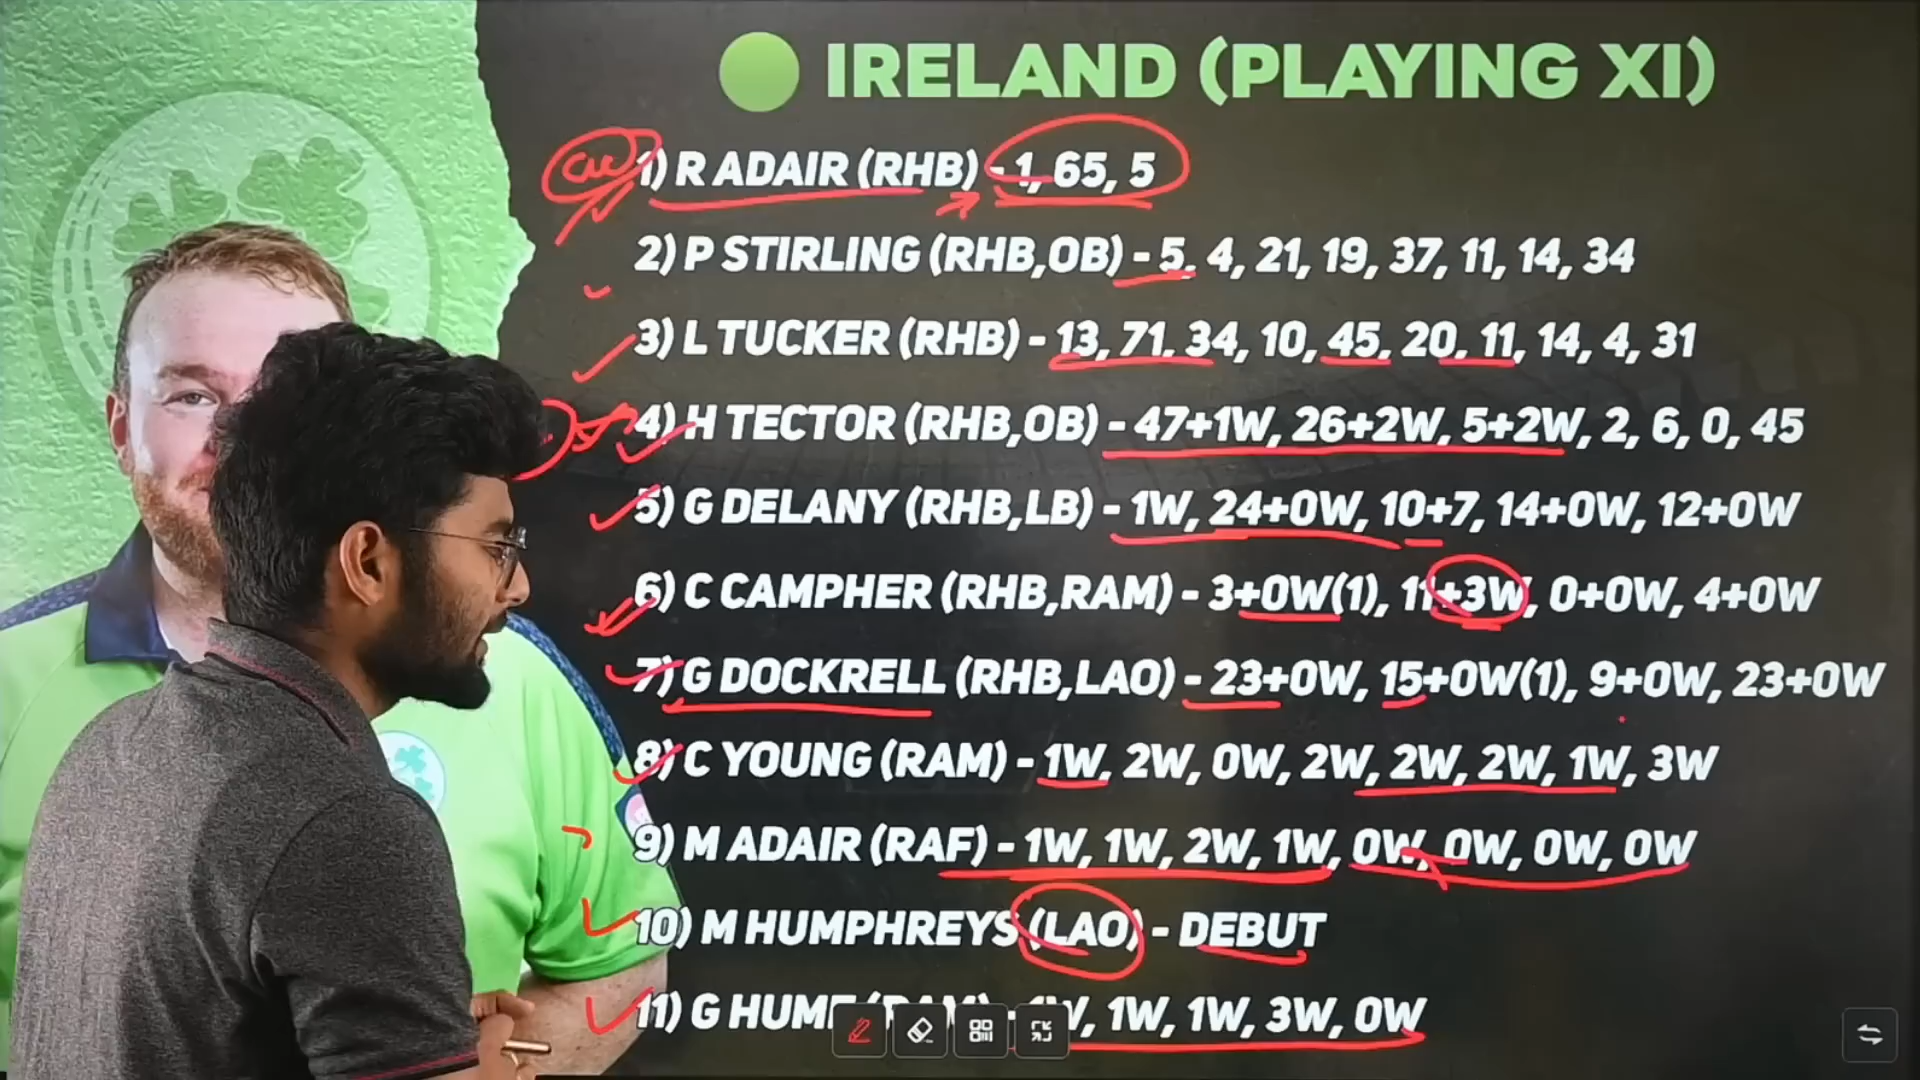 IRELAND (PLAYING XI)
1) R ADAIR (RHB) - 1, 65, 5
2) P STIRLING (RHB,OB) - 5, 4, 21, 19, 37, 11, 14, 34
3) L TUCKER (RHB) - 13, 71, 34, 10, 45, 20, 11, 14, 4, 31
4) H TECTOR (RHB,OB) - 47+1W, 26+2W, 5+2W, 2, 6, 0, 45
5) G DELANY (RHB,LB) - 1W, 24+0W, 10+7, 14+0W, 12+0W
6) C CAMPHER (RHB,RAM) - 3+0W(1), 11+3W, 0+0W, 4+0W
7) G DOCKRELL (RHB,LAO) - 23+0W, 15+0W(1), 9+0W, 23+0W
8) C YOUNG (RAM) - 1W, 2W, 0W, 2W, 2W, 2W, 1W, 3W
9) M ADAIR (RAF) - 1W, 1W, 2W, 1W, 0W, 0W, 0W, 0W
10) M HUMPHREYS (LAO) - DEBUT
11) G HUME 1W, 1W, 3W, 0W